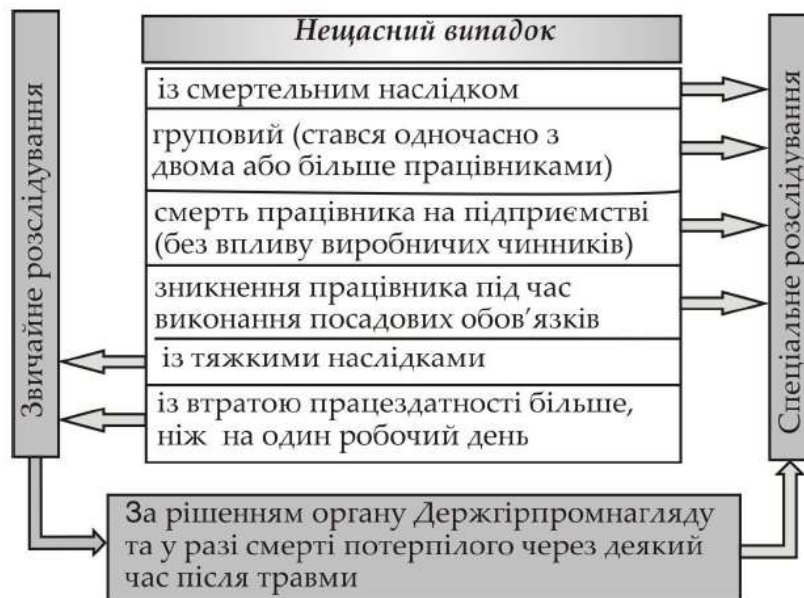 Нещасний випадок
Звичайне розслідування
із смертельним наслідком
груповий (стався одночасно з
двома або більше працівниками)
смерть працівника на підприємстві
(без впливу виробничих чинників)
зникнення працівника під час
виконання посадових обов’язків
із тяжкими наслідками
із втратою працездатності більше,
ніж на один робочий день
Спеціальне розслідування
За рішенням органу Держгірпромнагляду
та у разі смерті потерпілого через деякий
час після травми